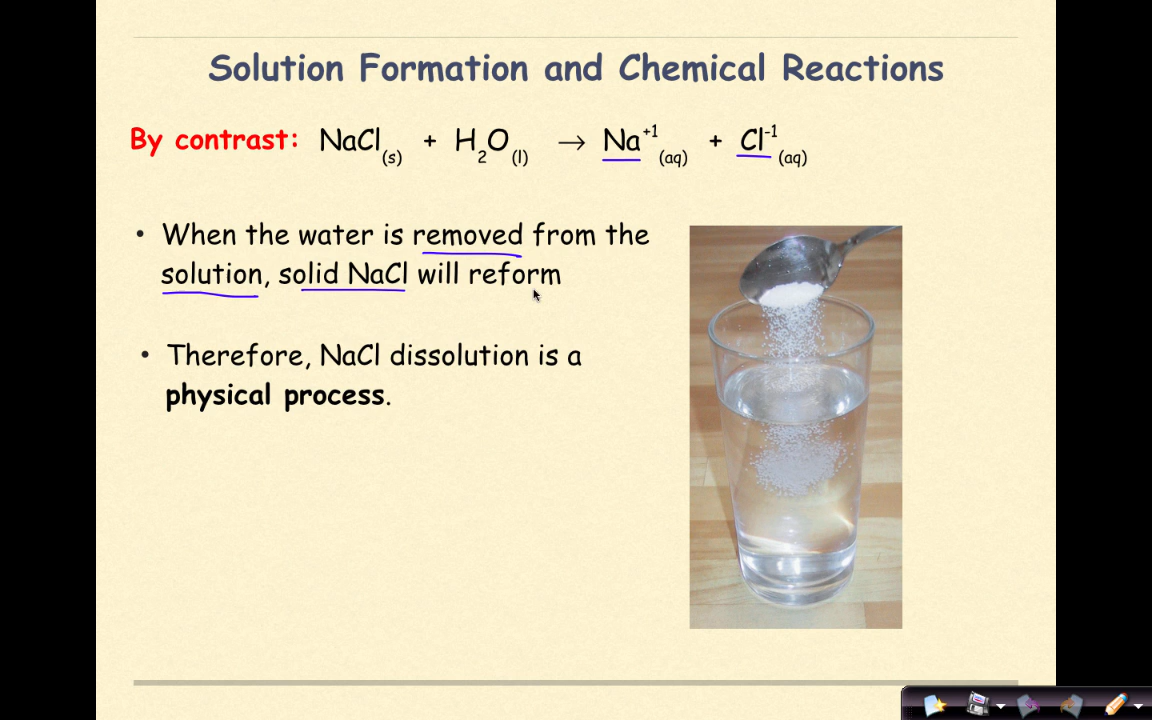 Solution Formation and Chemical Reactions
By contrast: NaCl(s) + H2O(l) → Na+1(aq) + Cl-1(aq)
• When the water is removed from the
solution, solid NaCl will reform
• Therefore, NaCl dissolution is a
physical process.